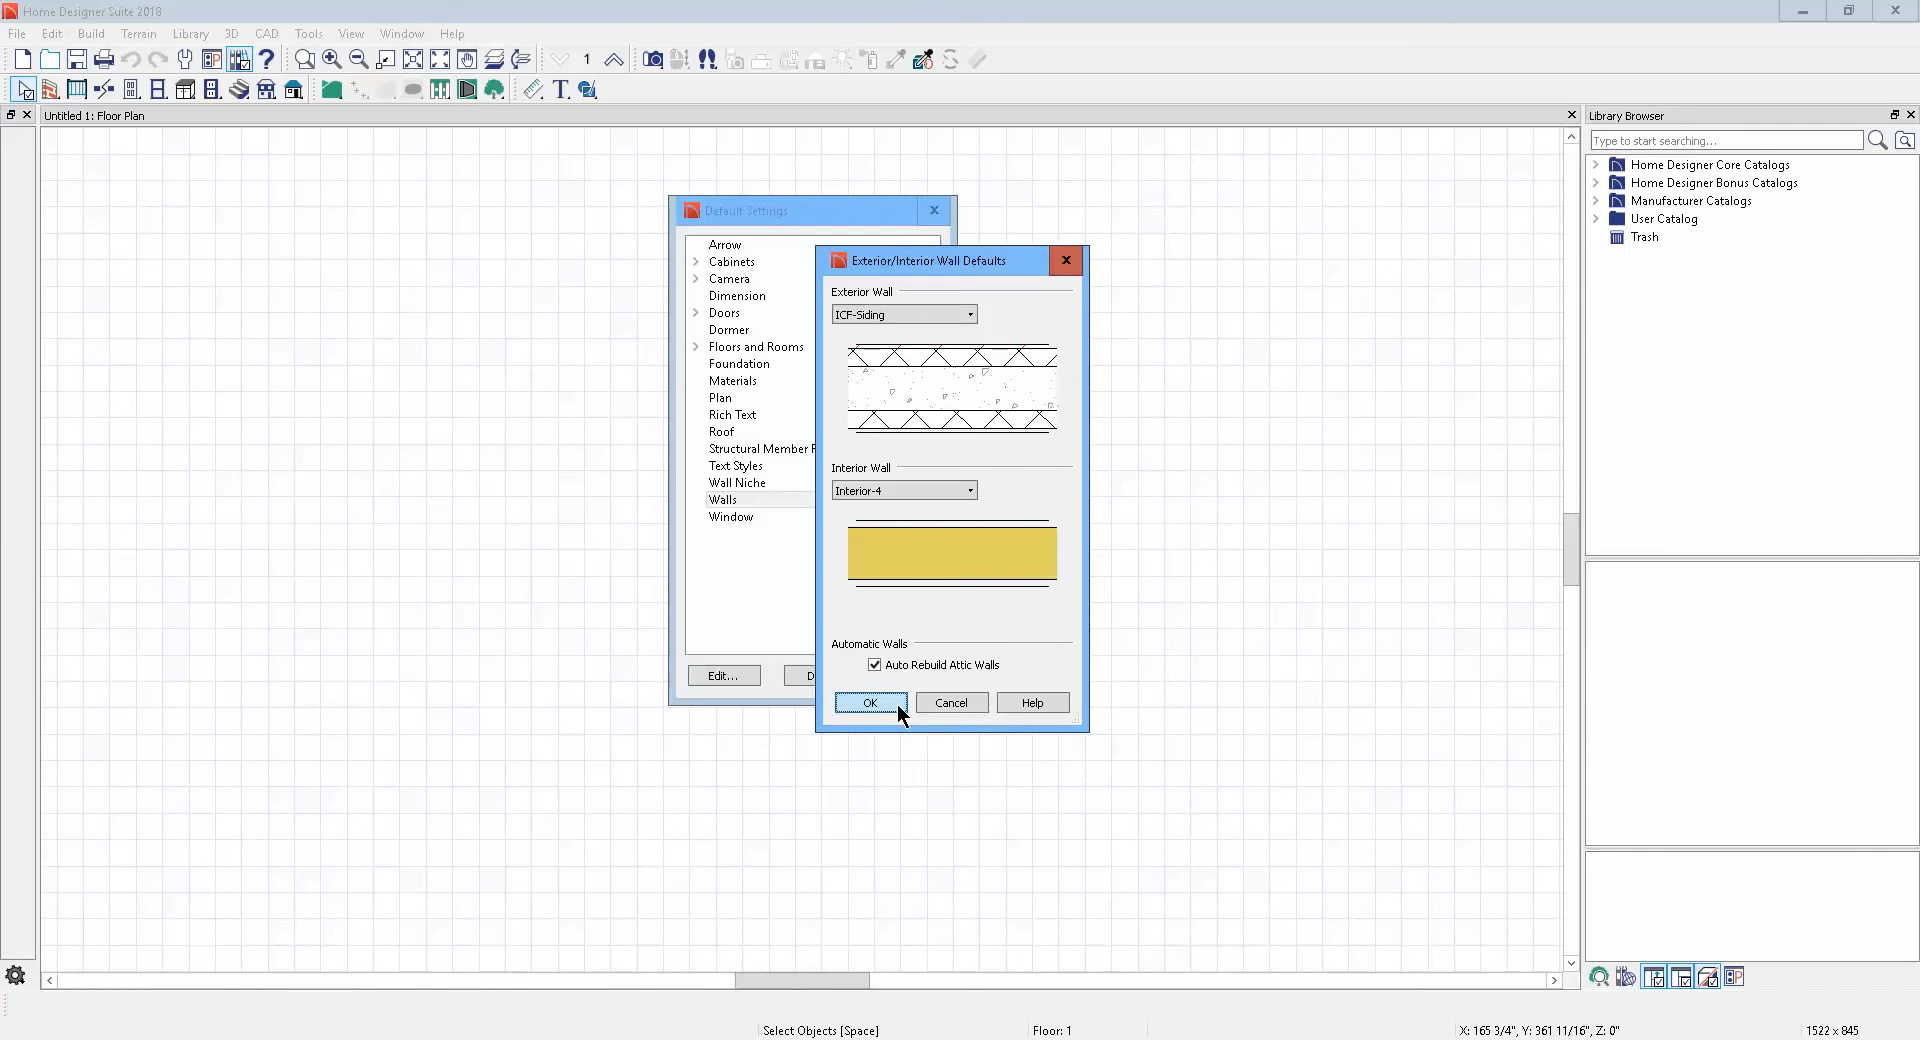 Home Designer Suite 2018
File Edit Build Terrain Library 3D CAD Tools View Window Help
1
T
Untitled 1: Floor Plan
Library Browser
Type to start searching...
Home Designer Core Catalogs
Home Designer Bonus Catalogs
Manufacturer Catalogs
User Catalog
Trash
Default Settings
Arrow
Cabinets
Camera
Dimension
Doors
Dormer
Floors and Rooms
Foundation
Materials
Plan
Rich Text
Roof
Structural Member
Text Styles
Wall Niche
Walls
Window
Edit...
D
Exterior/Interior Wall Defaults
Exterior Wall
ICF-Siding
Interior Wall
Interior-4
Automatic Walls
Auto Rebuild Attic Walls
OK Cancel Help
Select Objects [Space] Floor: 1 X: 165 3/4", Y: 361 11/16", Z: 0" 1522 x 845